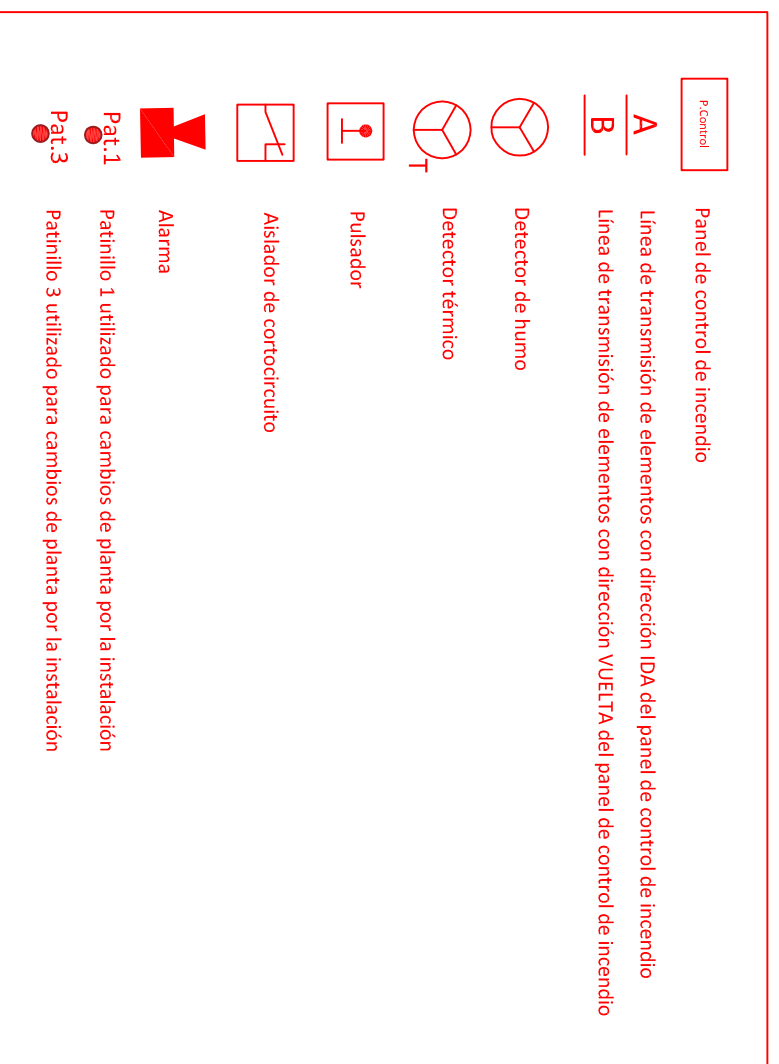 P.Control
Panel de control de incendio
A
Línea de transmisión de elementos con dirección IDA del panel de control de incendio
B
Línea de transmisión de elementos con dirección VUELTA del panel de control de incendio
Detector de humo
T
Detector térmico
Pulsador
Aislador de cortocircuito
Alarma
Pat.1
Patinillo 1 utilizado para cambios de planta por la instalación
Pat.3
Patinillo 3 utilizado para cambios de planta por la instalación